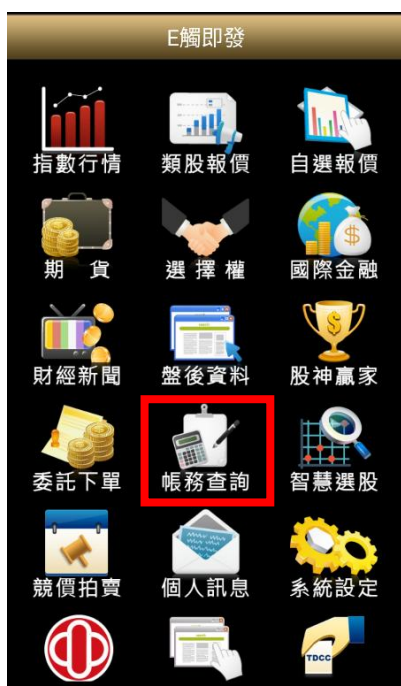 E觸即發
指數行情 類股報價 自選報價
期 貨 選 擇 權 國際金融
財經新聞 盤後資料 股神贏家
委託下單 帳務查詢 智慧選股
競價拍賣 個人訊息 系統設定
TDCC